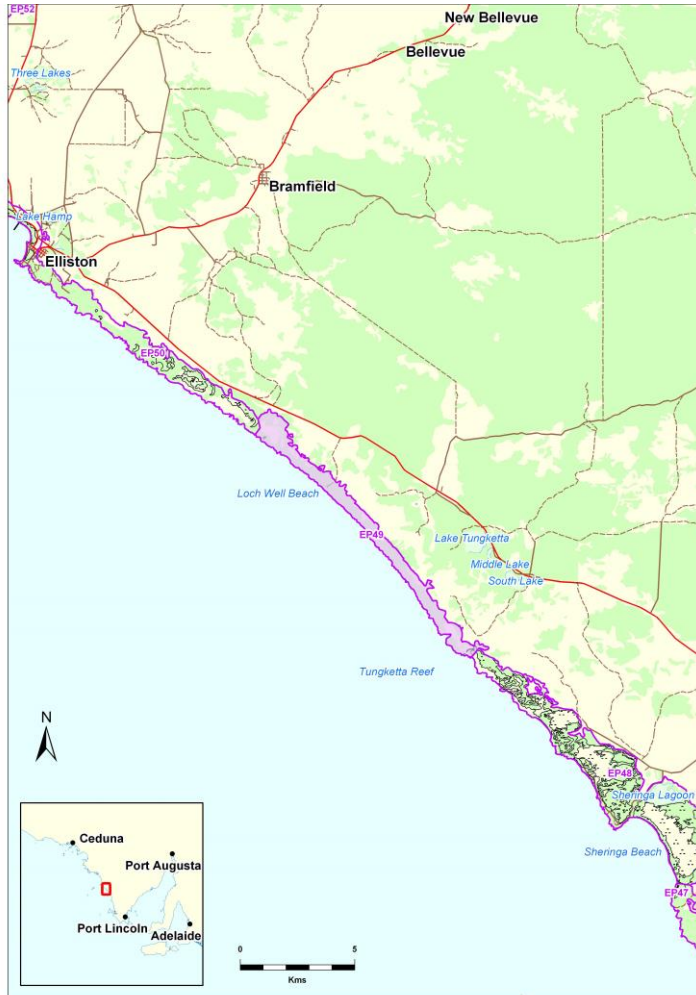 EP52
New Bellevue
Bellevue
Three Lakes
Bramfield
Lake Hamp
Elliston
EP50
Loch Well Beach
EP49
Lake Tungketta
Middle Lake
South Lake
Tungketta Reef
N
EP48
Sheringa Lagoon
Sheringa Beach
EP47
Ceduna
Port Augusta
Port Lincoln
Adelaide
0 5
Kms